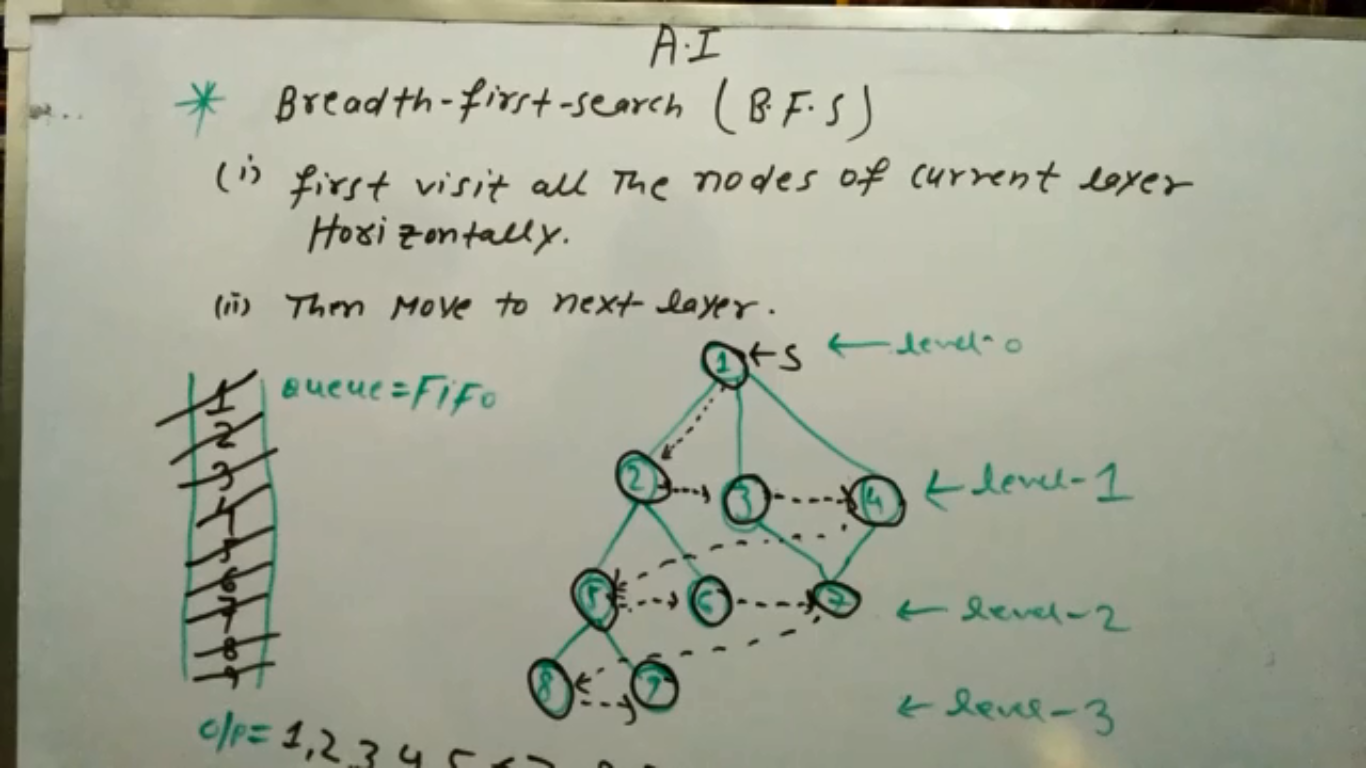 A.I
* Breadth-first-search (B.F.S)
(i) first visit all The nodes of current layer
Horizontally.
(ii) Then Move to next layer.
1 ← S ← level-0
Queue = FiFo
1
2
3
4
5
6
7
8
9
2 3 4 ← level-1
5 6 7 ← level-2
8 9 ← level-3
o/p = 1,2,3 4 5 6 7